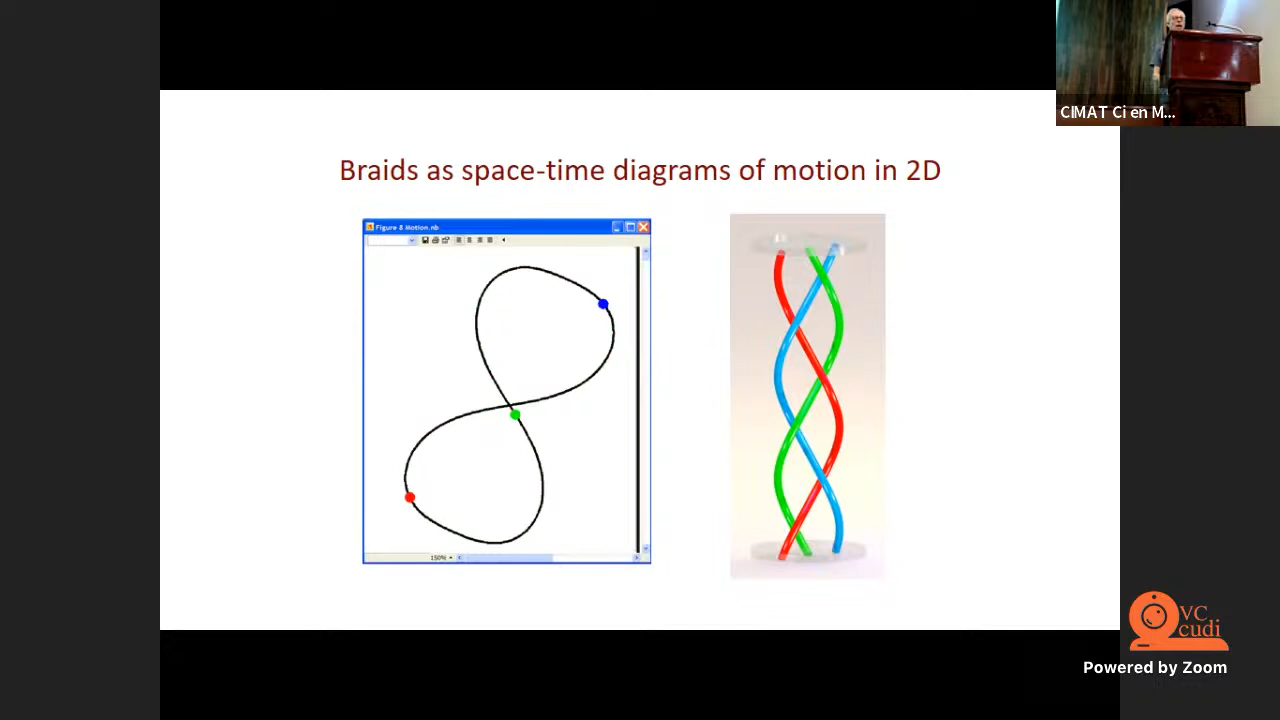 CIMAT Ci en M...
Braids as space-time diagrams of motion in 2D
Figure 8 Motion.nb
150%
VC
cudi
Powered by Zoom